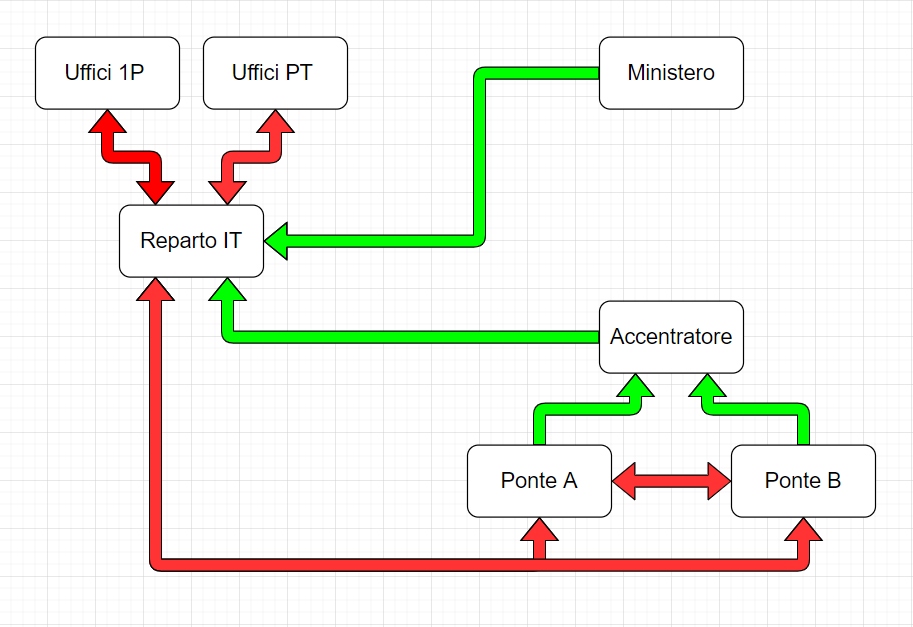 Uffici 1P
Uffici PT
Ministero
Reparto IT
Accentratore
Ponte A
Ponte B